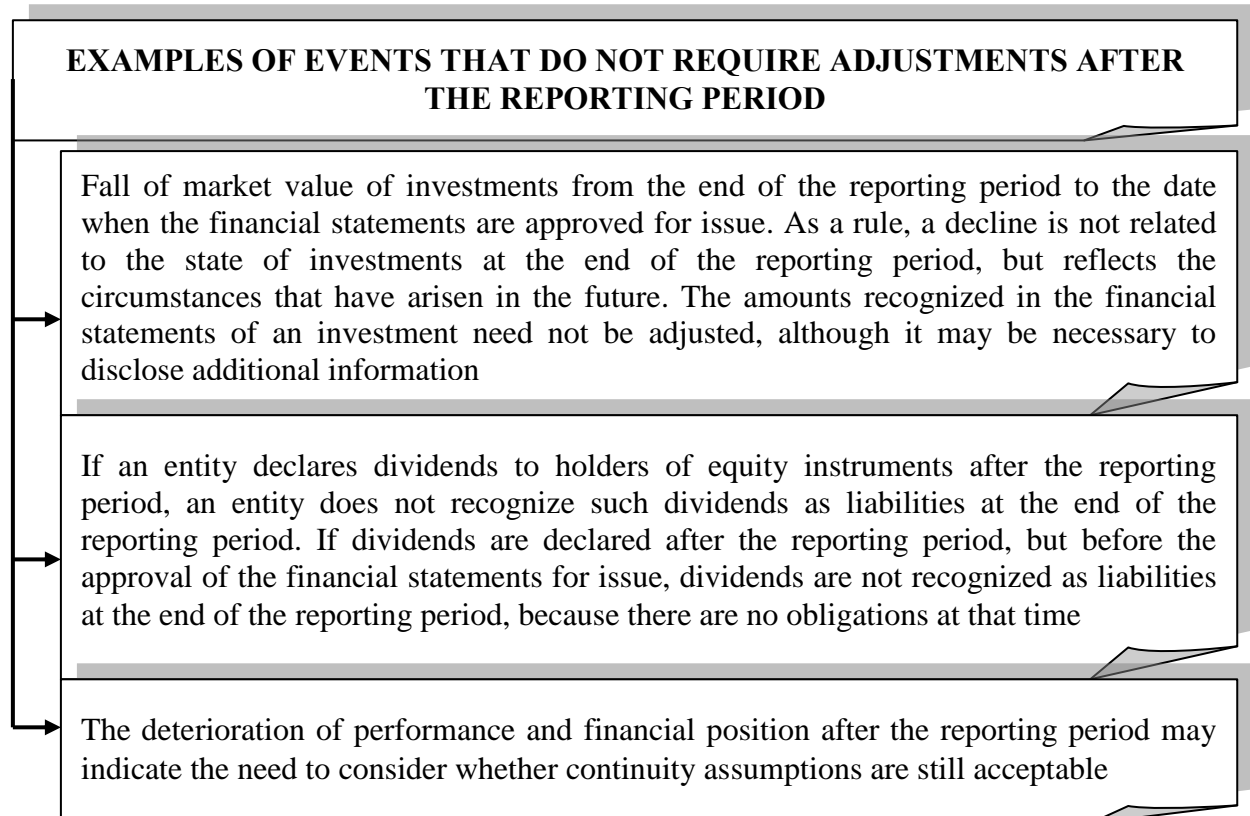 EXAMPLES OF EVENTS THAT DO NOT REQUIRE ADJUSTMENTS AFTER
THE REPORTING PERIOD
Fall of market value of investments from the end of the reporting period to the date
when the financial statements are approved for issue. As a rule, a decline is not related
to the state of investments at the end of the reporting period, but reflects the
circumstances that have arisen in the future. The amounts recognized in the financial
statements of an investment need not be adjusted, although it may be necessary to
disclose additional information
If an entity declares dividends to holders of equity instruments after the reporting
period, an entity does not recognize such dividends as liabilities at the end of the
reporting period. If dividends are declared after the reporting period, but before the
approval of the financial statements for issue, dividends are not recognized as liabilities
at the end of the reporting period, because there are no obligations at that time
The deterioration of performance and financial position after the reporting period may
indicate the need to consider whether continuity assumptions are still acceptable